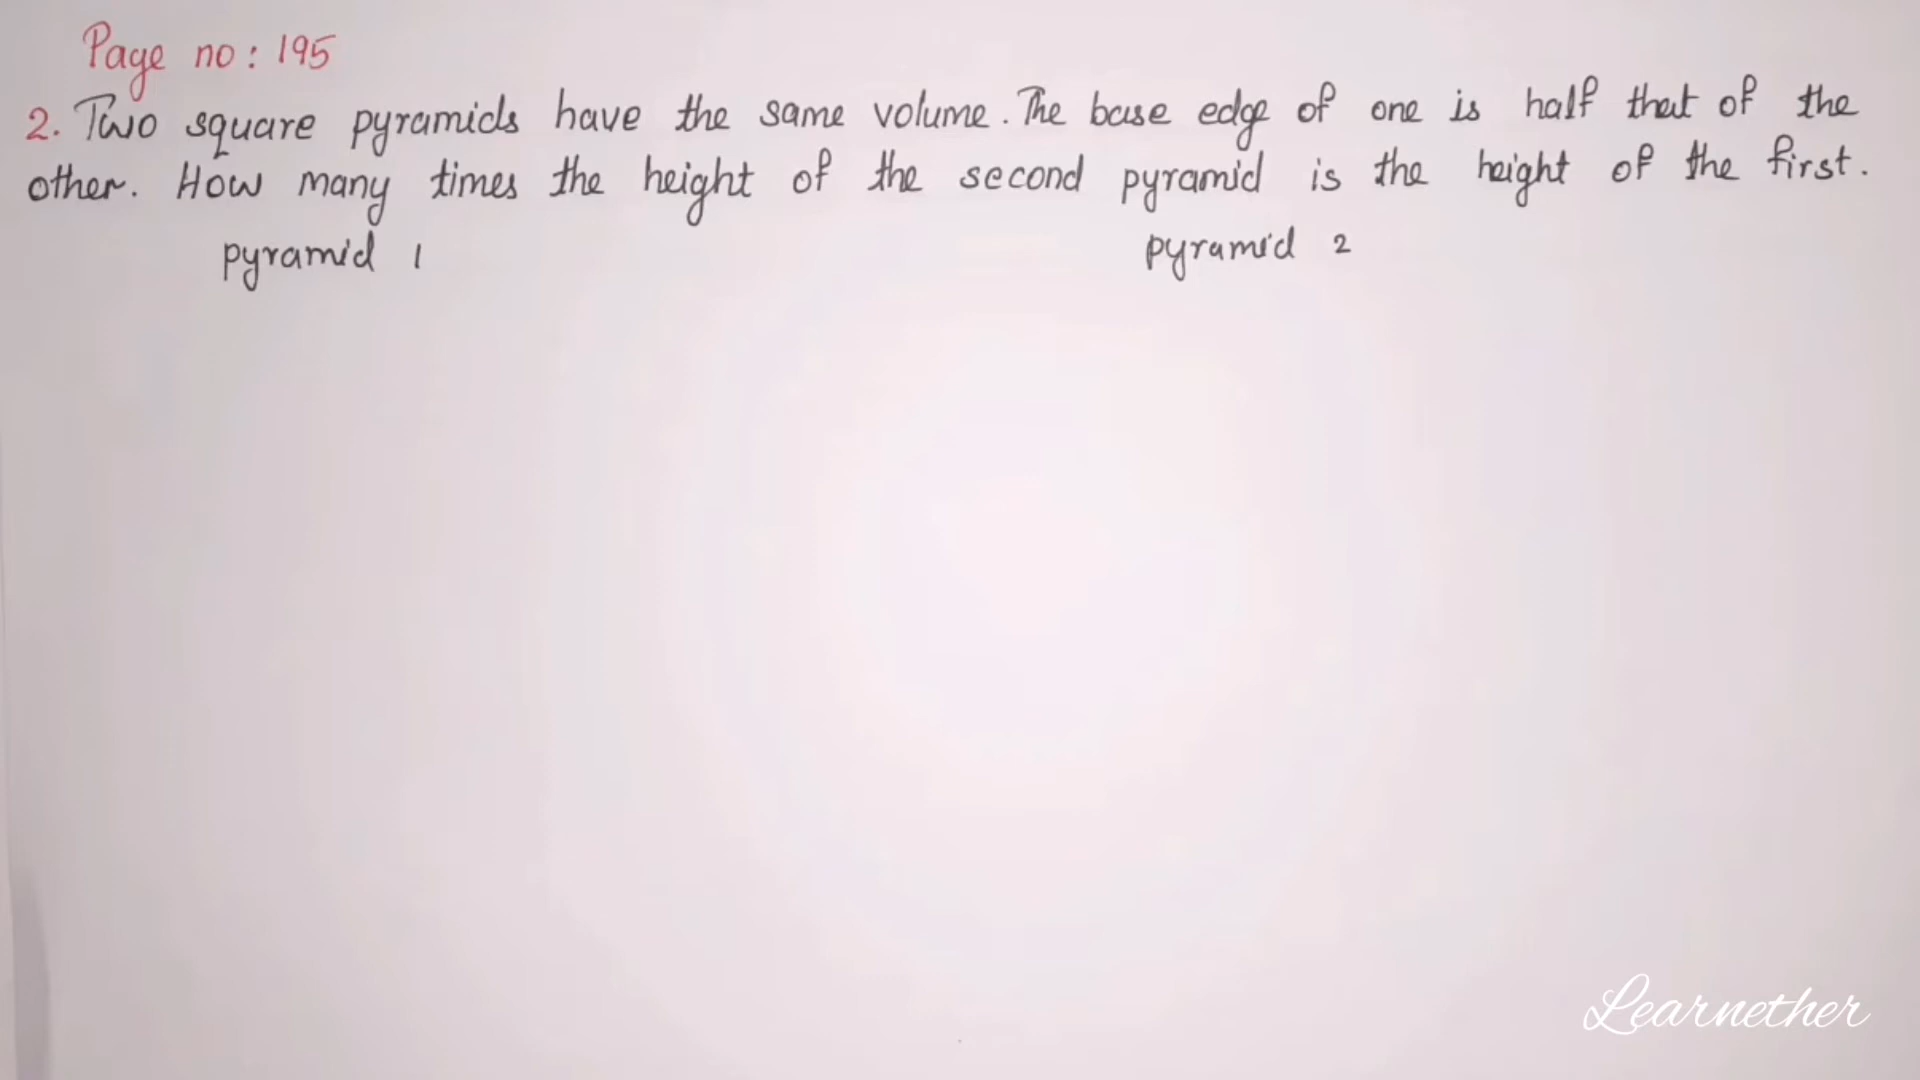 Page no: 195
2. Two square pyramids have the same volume. The base edge of one is half that of the
other. How many times the height of the second pyramid is the height of the first.
pyramid 1 pyramid 2
Learnether